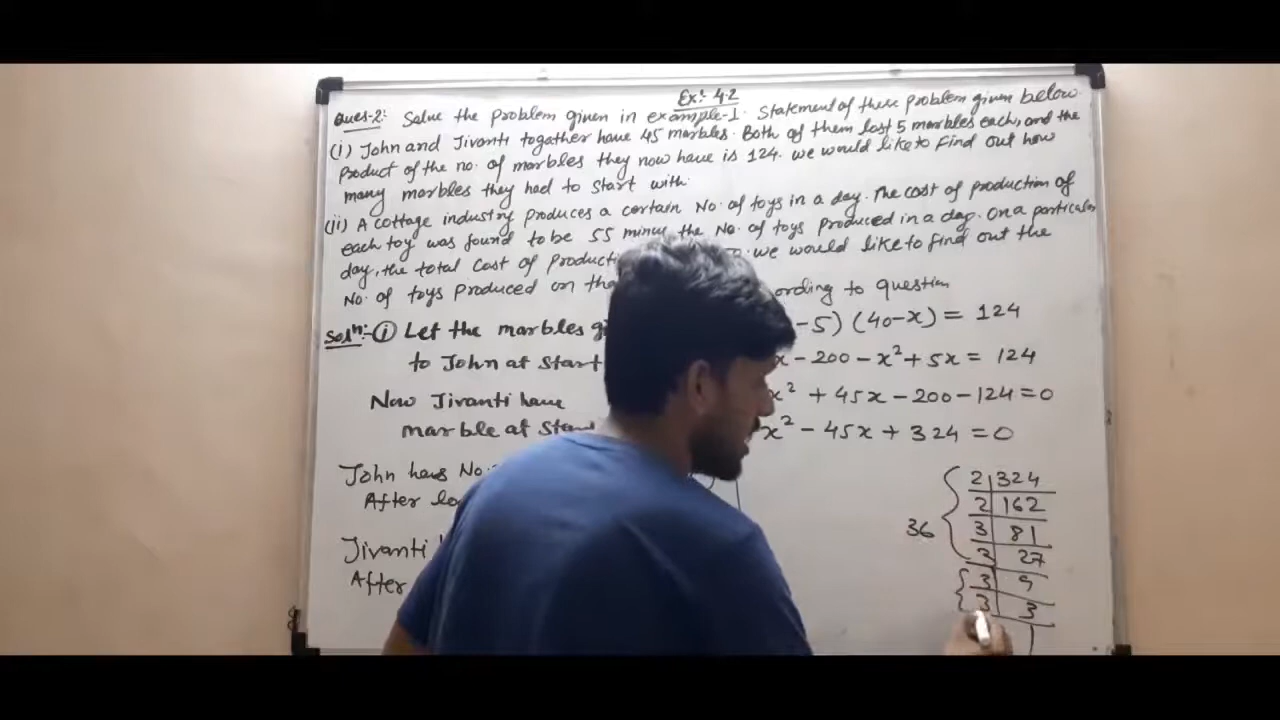 Ex:- 4.2
Ques-2:- Solve the problem given in example-1. Statement of these problem given below.
(i) John and Jivanti togather have 45 marbles. Both of them lost 5 marbles each, and the
product of the no. of marbles they now have is 124. we would like to find out how
many marbles they had to start with.
(ii) A cottage industry produces a certain No. of toys in a day. The cost of production of
each toy was found to be 55 minus the No. of toys produced in a day. On a particular
day, the total cost of producti we would like to find out the
No. of toys produced on tha
Solⁿ:- (i) Let the marbles
to John at Start
Now Jivanti have
marble at
John have No.
After
Jivanti
After
ording to question
-5) (40-x) = 124
x - 200 - x² + 5x = 124
x² + 45x - 200 - 124 = 0
x² - 45x + 324 = 0
2 324
2 162
3 81
36
27
3 9
3 3
1